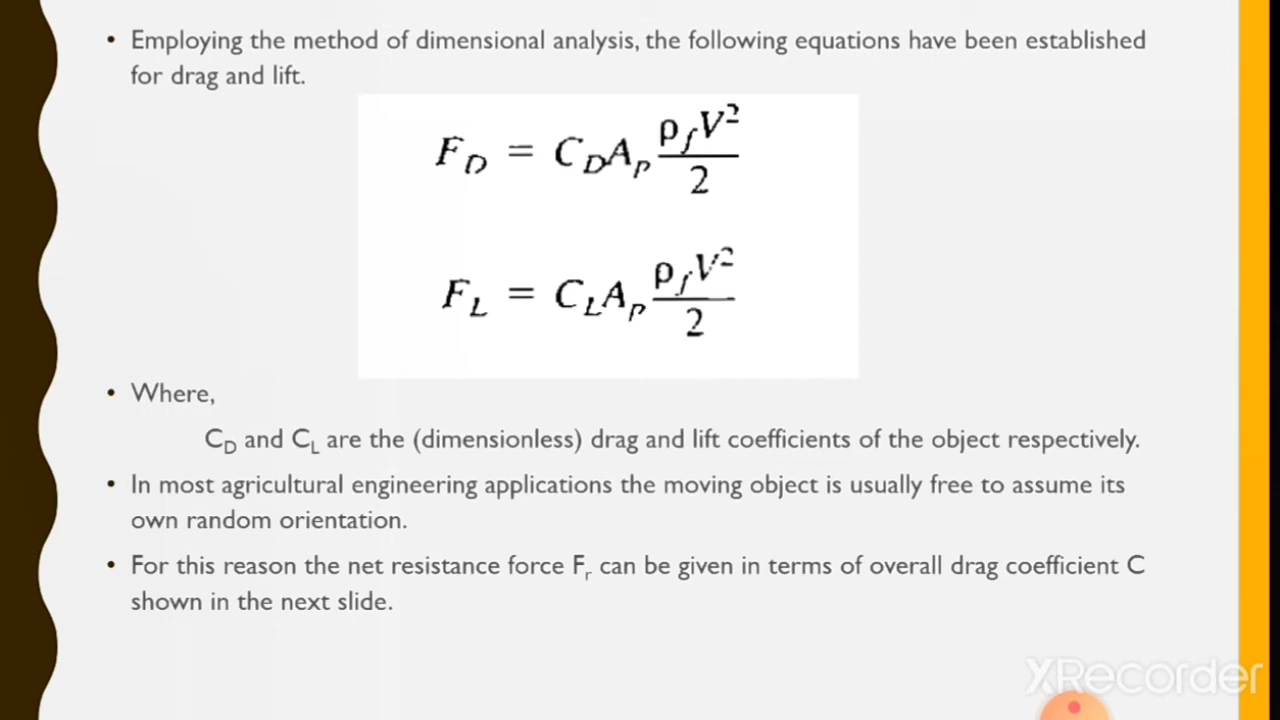 • Employing the method of dimensional analysis, the following equations have been established
for drag and lift.
F_D = C_D A_p ρ_f V² / 2
F_L = C_L A_p ρ_f V² / 2
• Where,
C_D and C_L are the (dimensionless) drag and lift coefficients of the object respectively.
• In most agricultural engineering applications the moving object is usually free to assume its
own random orientation.
• For this reason the net resistance force F_r can be given in terms of overall drag coefficient C
shown in the next slide.
XRecorder